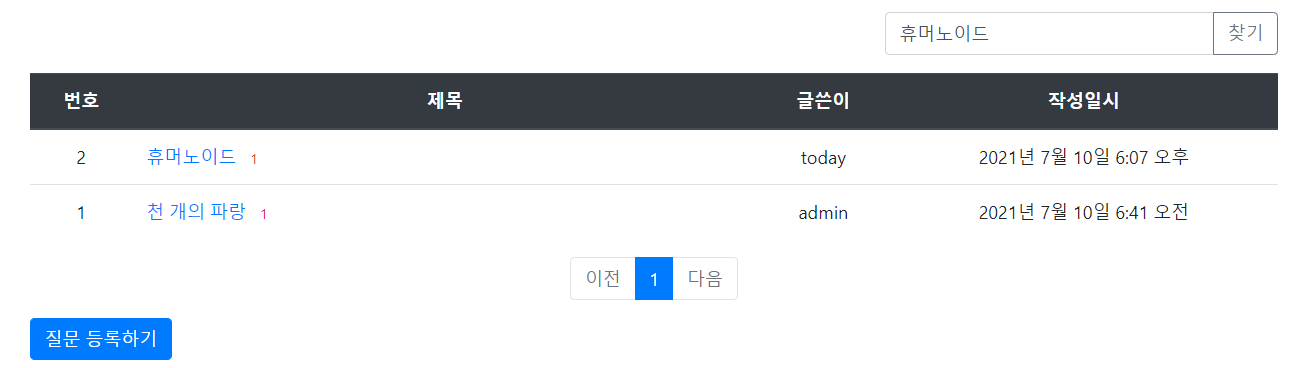 휴머노이드 찾기
번호 제목 글쓴이 작성일시
2 휴머노이드 1 today 2021년 7월 10일 6:07 오후
1 천 개의 파랑 1 admin 2021년 7월 10일 6:41 오전
이전 1 다음
질문 등록하기